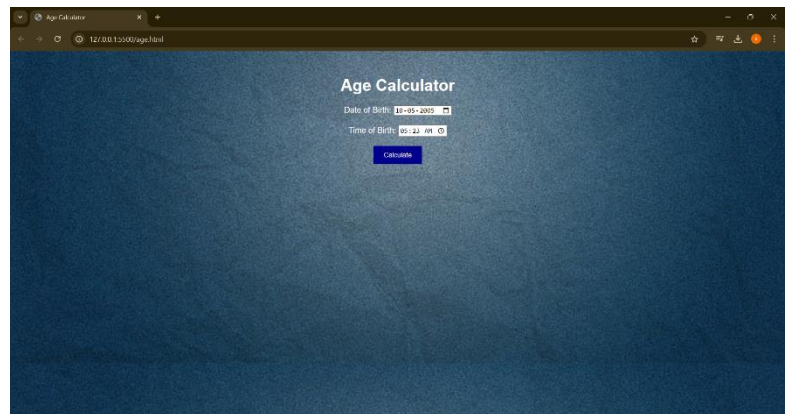 Age Calculator
127.0.0.1:5500/age.html
Age Calculator
Date of Birth: 18-05-2005
Time of Birth: 05:23 AM
Calculate